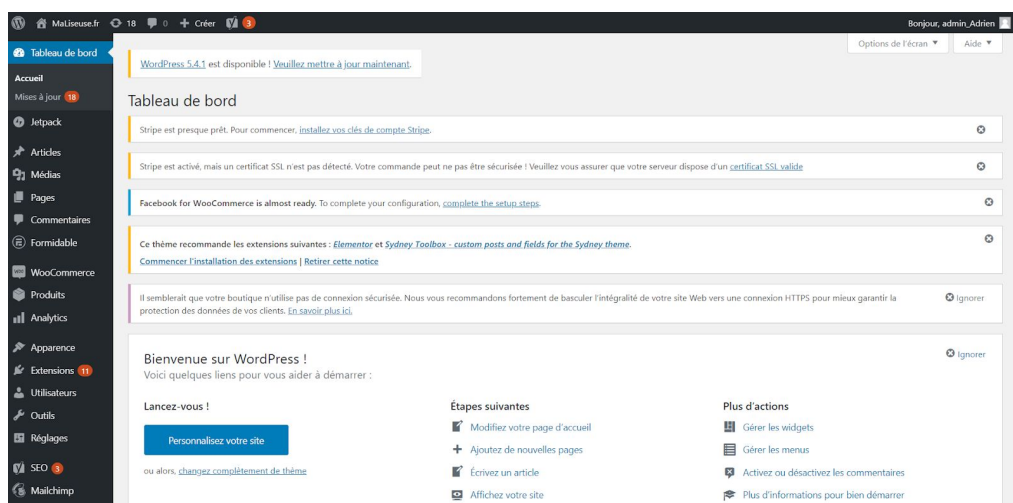 MaLiseuse.fr 18 0 Créer 3 Bonjour, admin_Adrien
Options de l'écran ▼ Aide ▼
Tableau de bord
Accueil
Mises à jour 18
Jetpack
Articles
Médias
Pages
Commentaires
Formidable
WooCommerce
Produits
Analytics
Apparence
Extensions 11
Utilisateurs
Outils
Réglages
SEO 3
Mailchimp
WordPress 5.4.1 est disponible ! Veuillez mettre à jour maintenant.
Tableau de bord
Stripe est presque prêt. Pour commencer, installez vos clés de compte Stripe.
Stripe est activé, mais un certificat SSL n'est pas détecté. Votre commande peut ne pas être sécurisée ! Veuillez vous assurer que votre serveur dispose d'un certificat SSL valide
Facebook for WooCommerce is almost ready. To complete your configuration, complete the setup steps.
Ce thème recommande les extensions suivantes : Elementor et Sydney Toolbox - custom posts and fields for the Sydney theme.
Commencer l'installation des extensions | Retirer cette notice
Il semblerait que votre boutique n'utilise pas de connexion sécurisée. Nous vous recommandons fortement de basculer l'intégralité de votre site Web vers une connexion HTTPS pour mieux garantir la
protection des données de vos clients. En savoir plus ici.
Ignorer
Bienvenue sur WordPress !
Ignorer
Voici quelques liens pour vous aider à démarrer :
Lancez-vous !
Personnalisez votre site
ou alors, changez complètement de thème
Étapes suivantes
Modifiez votre page d'accueil
Ajoutez de nouvelles pages
Écrivez un article
Affichez votre site
Plus d'actions
Gérer les widgets
Gérer les menus
Activez ou désactivez les commentaires
Plus d'informations pour bien démarrer